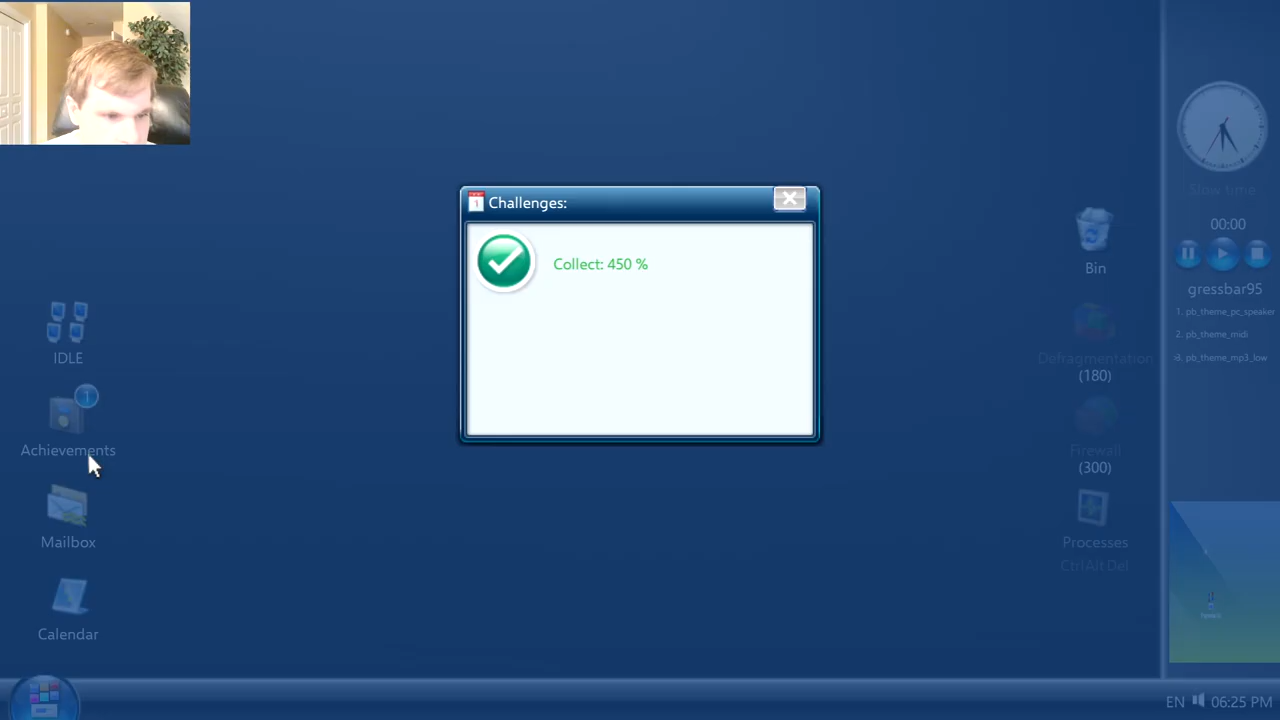 Challenges:
Collect: 450 %
IDLE
1
Achievements
Mailbox
Calendar
Bin
Defragmentation
(180)
Firewall
(300)
Processes
Ctrl Alt Del
Slow time
00:00
gressbar95
1. pb_theme_pc_speaker
2. pb_theme_midi
3. pb_theme_mp3_low
EN 06:25 PM